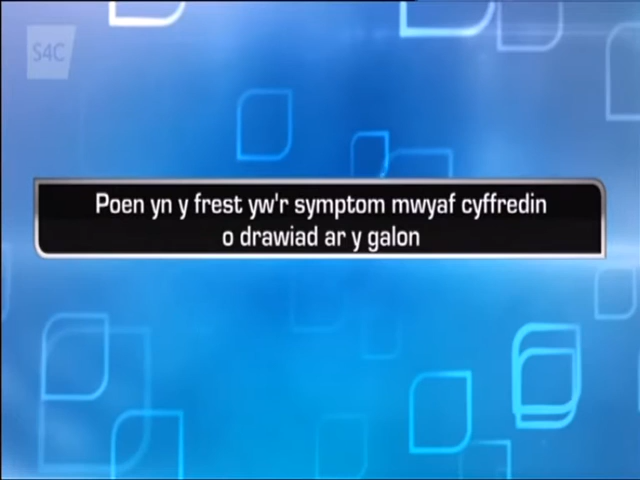 S4C
Poen yn y frest yw'r symptom mwyaf cyffredin
o drawiad ar y galon